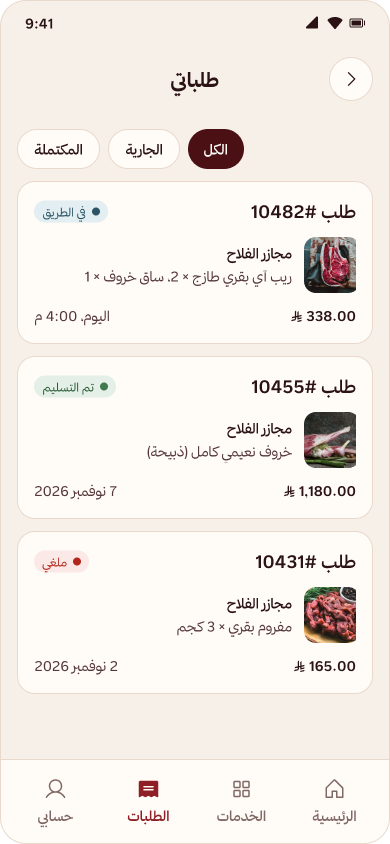 9:41
طلباتي
الكل
الجارية
المكتملة
طلب #10482
في الطريق
مجازر الفلاح
ريب آي بقري طازج × 2، ساق خروف × 1
338.00
اليوم، 4:00 م
طلب #10455
تم التسليم
مجازر الفلاح
خروف نعيمي كامل (ذبيحة)
1,180.00
7 نوفمبر 2026
طلب #10431
ملغي
مجازر الفلاح
مفروم بقري × 3 كجم
165.00
2 نوفمبر 2026
الرئيسية
الخدمات
الطلبات
حسابي